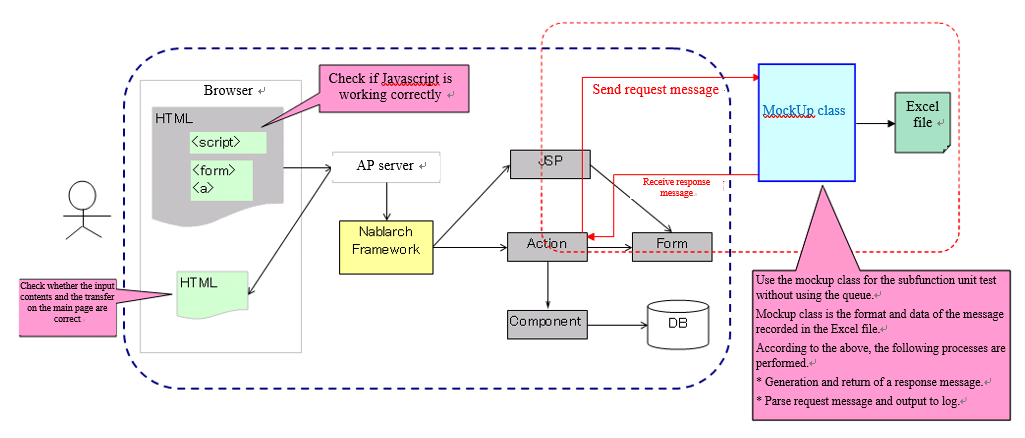 Browser
HTML
<script>
<form>
<a>
HTML
Check if Javascript is
working correctly
Check whether the input
contents and the transfer
on the main page are
correct
AP server
Nablarch
Framework
JSP
Action
Form
Component
DB
Send request message
Receive response
message
MockUp class
Excel
file
Use the mockup class for the subfunction unit test
without using the queue.
Mockup class is the format and data of the message
recorded in the Excel file.
According to the above, the following processes are
performed.
* Generation and return of a response message.
* Parse request message and output to log.